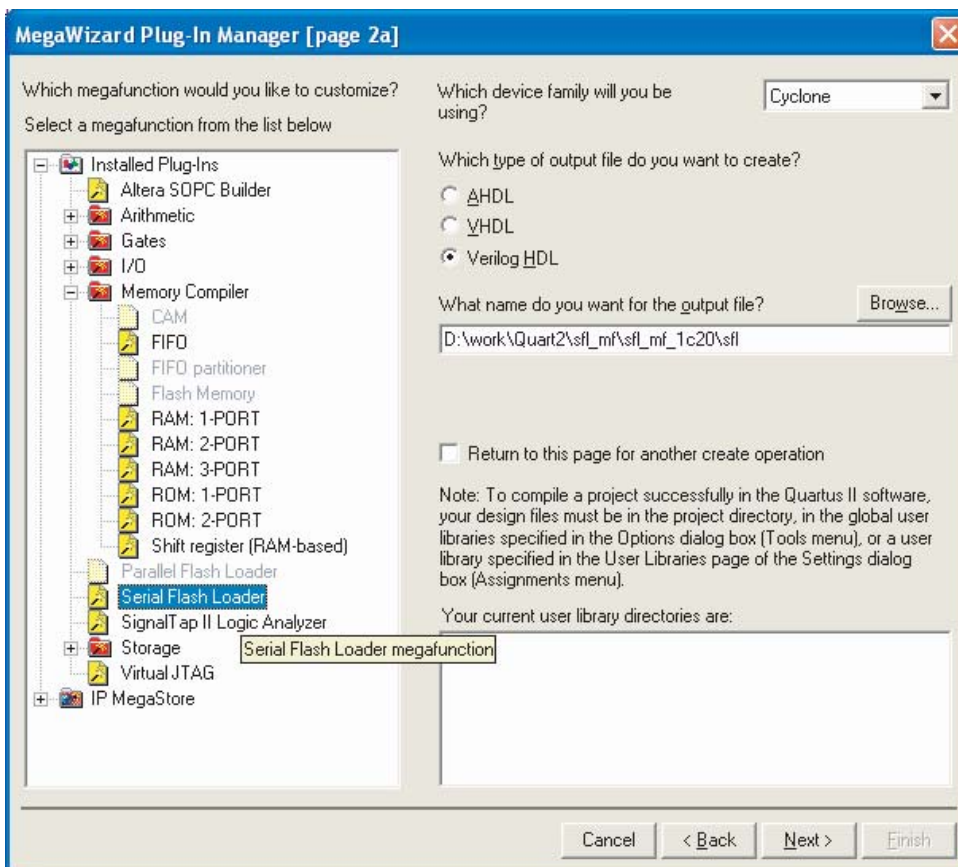 MegaWizard Plug-In Manager [page 2a]
Which megafunction would you like to customize?
Select a megafunction from the list below
Installed Plug-Ins
Altera SOPC Builder
Arithmetic
Gates
I/O
Memory Compiler
CAM
FIFO
FIFO partitioner
Flash Memory
RAM: 1-PORT
RAM: 2-PORT
RAM: 3-PORT
ROM: 1-PORT
ROM: 2-PORT
Shift register (RAM-based)
Parallel Flash Loader
Serial Flash Loader
SignalTap II Logic Analyzer
Storage
Serial Flash Loader megafunction
Virtual JTAG
IP MegaStore
Which device family will you be
using?
Cyclone
Which type of output file do you want to create?
AHDL
VHDL
Verilog HDL
What name do you want for the output file?
Browse...
D:\work\Quart2\sfl_mf\sfl_mf_1c20\sfl
Return to this page for another create operation
Note: To compile a project successfully in the Quartus II software,
your design files must be in the project directory, in the global user
libraries specified in the Options dialog box (Tools menu), or a user
library specified in the User Libraries page of the Settings dialog
box (Assignments menu).
Your current user library directories are:
Cancel
< Back
Next >
Finish